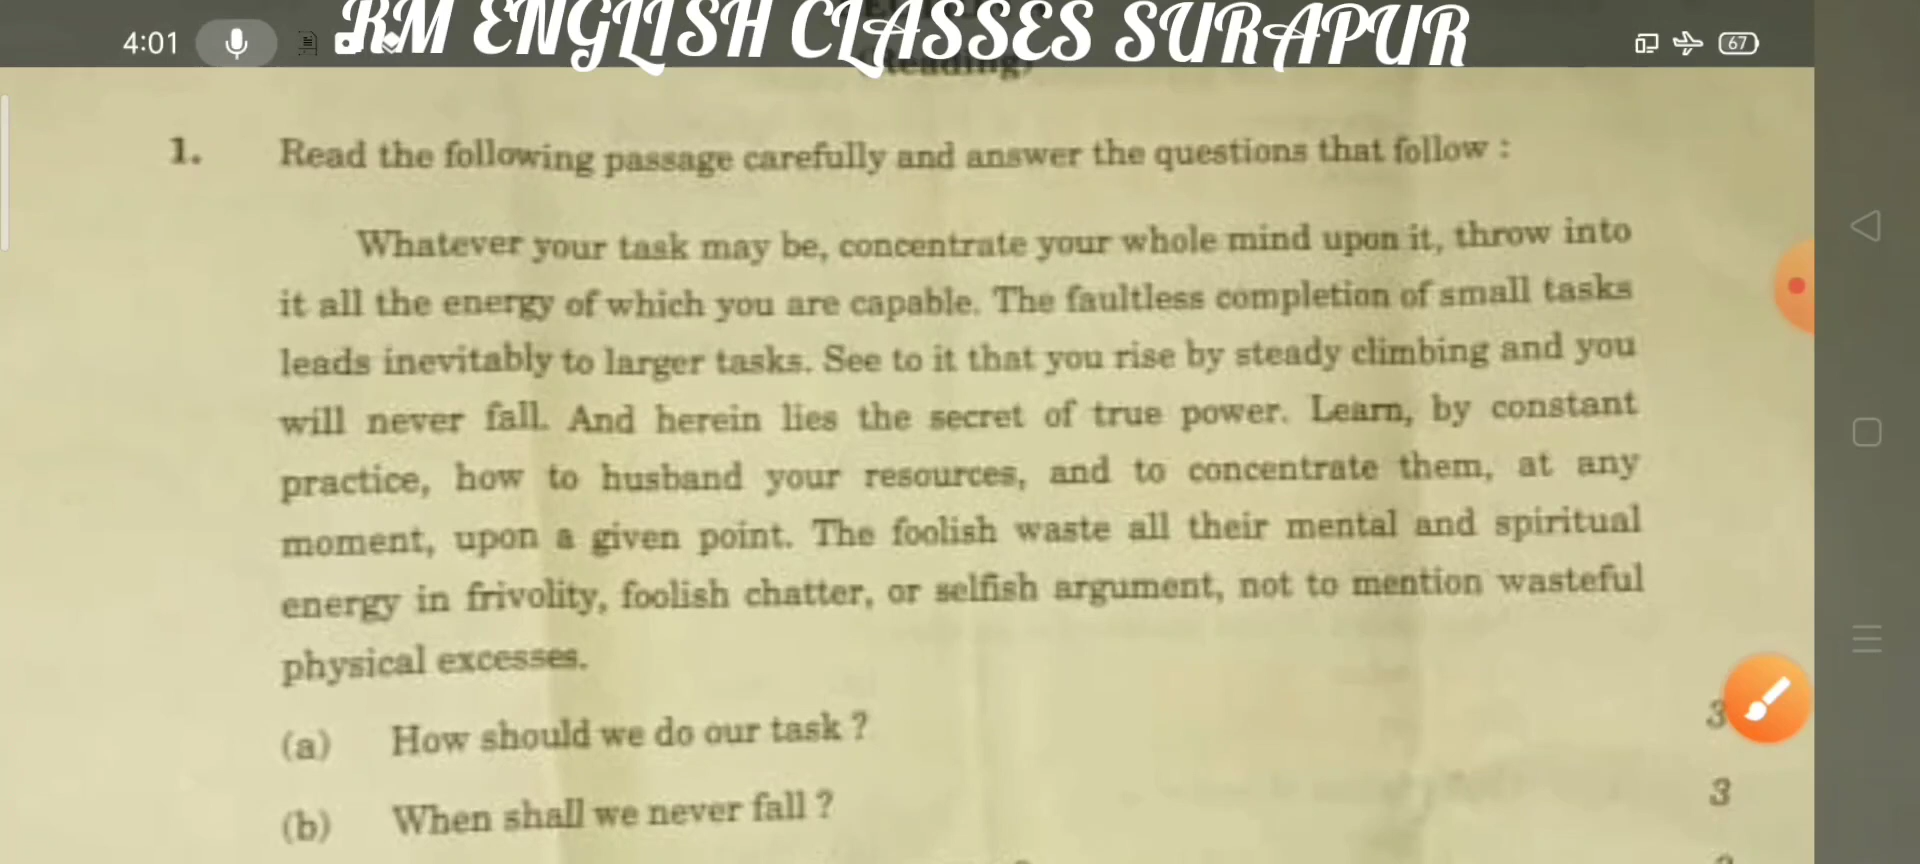 RM ENGLISH CLASSES SURAPUR
4:01
67
(Reading)
1. Read the following passage carefully and answer the questions that follow :
Whatever your task may be, concentrate your whole mind upon it, throw into
it all the energy of which you are capable. The faultless completion of small tasks
leads inevitably to larger tasks. See to it that you rise by steady climbing and you
will never fall. And herein lies the secret of true power. Learn, by constant
practice, how to husband your resources, and to concentrate them, at any
moment, upon a given point. The foolish waste all their mental and spiritual
energy in frivolity, foolish chatter, or selfish argument, not to mention wasteful
physical excesses.
(a) How should we do our task ? 3
(b) When shall we never fall ? 3